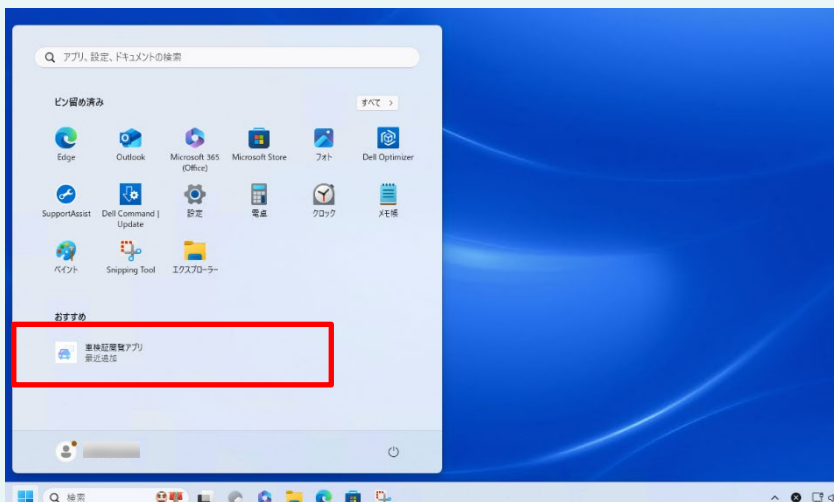 アプリ、設定、ドキュメントの検索
ピン留め済み
すべて >
Edge
Outlook
Microsoft 365
(Office)
Microsoft Store
フォト
Dell Optimizer
SupportAssist
Dell Command |
Update
設定
電卓
クロック
メモ帳
ペイント
Snipping Tool
エクスプローラー
おすすめ
車検証閲覧アプリ
最近追加
検索